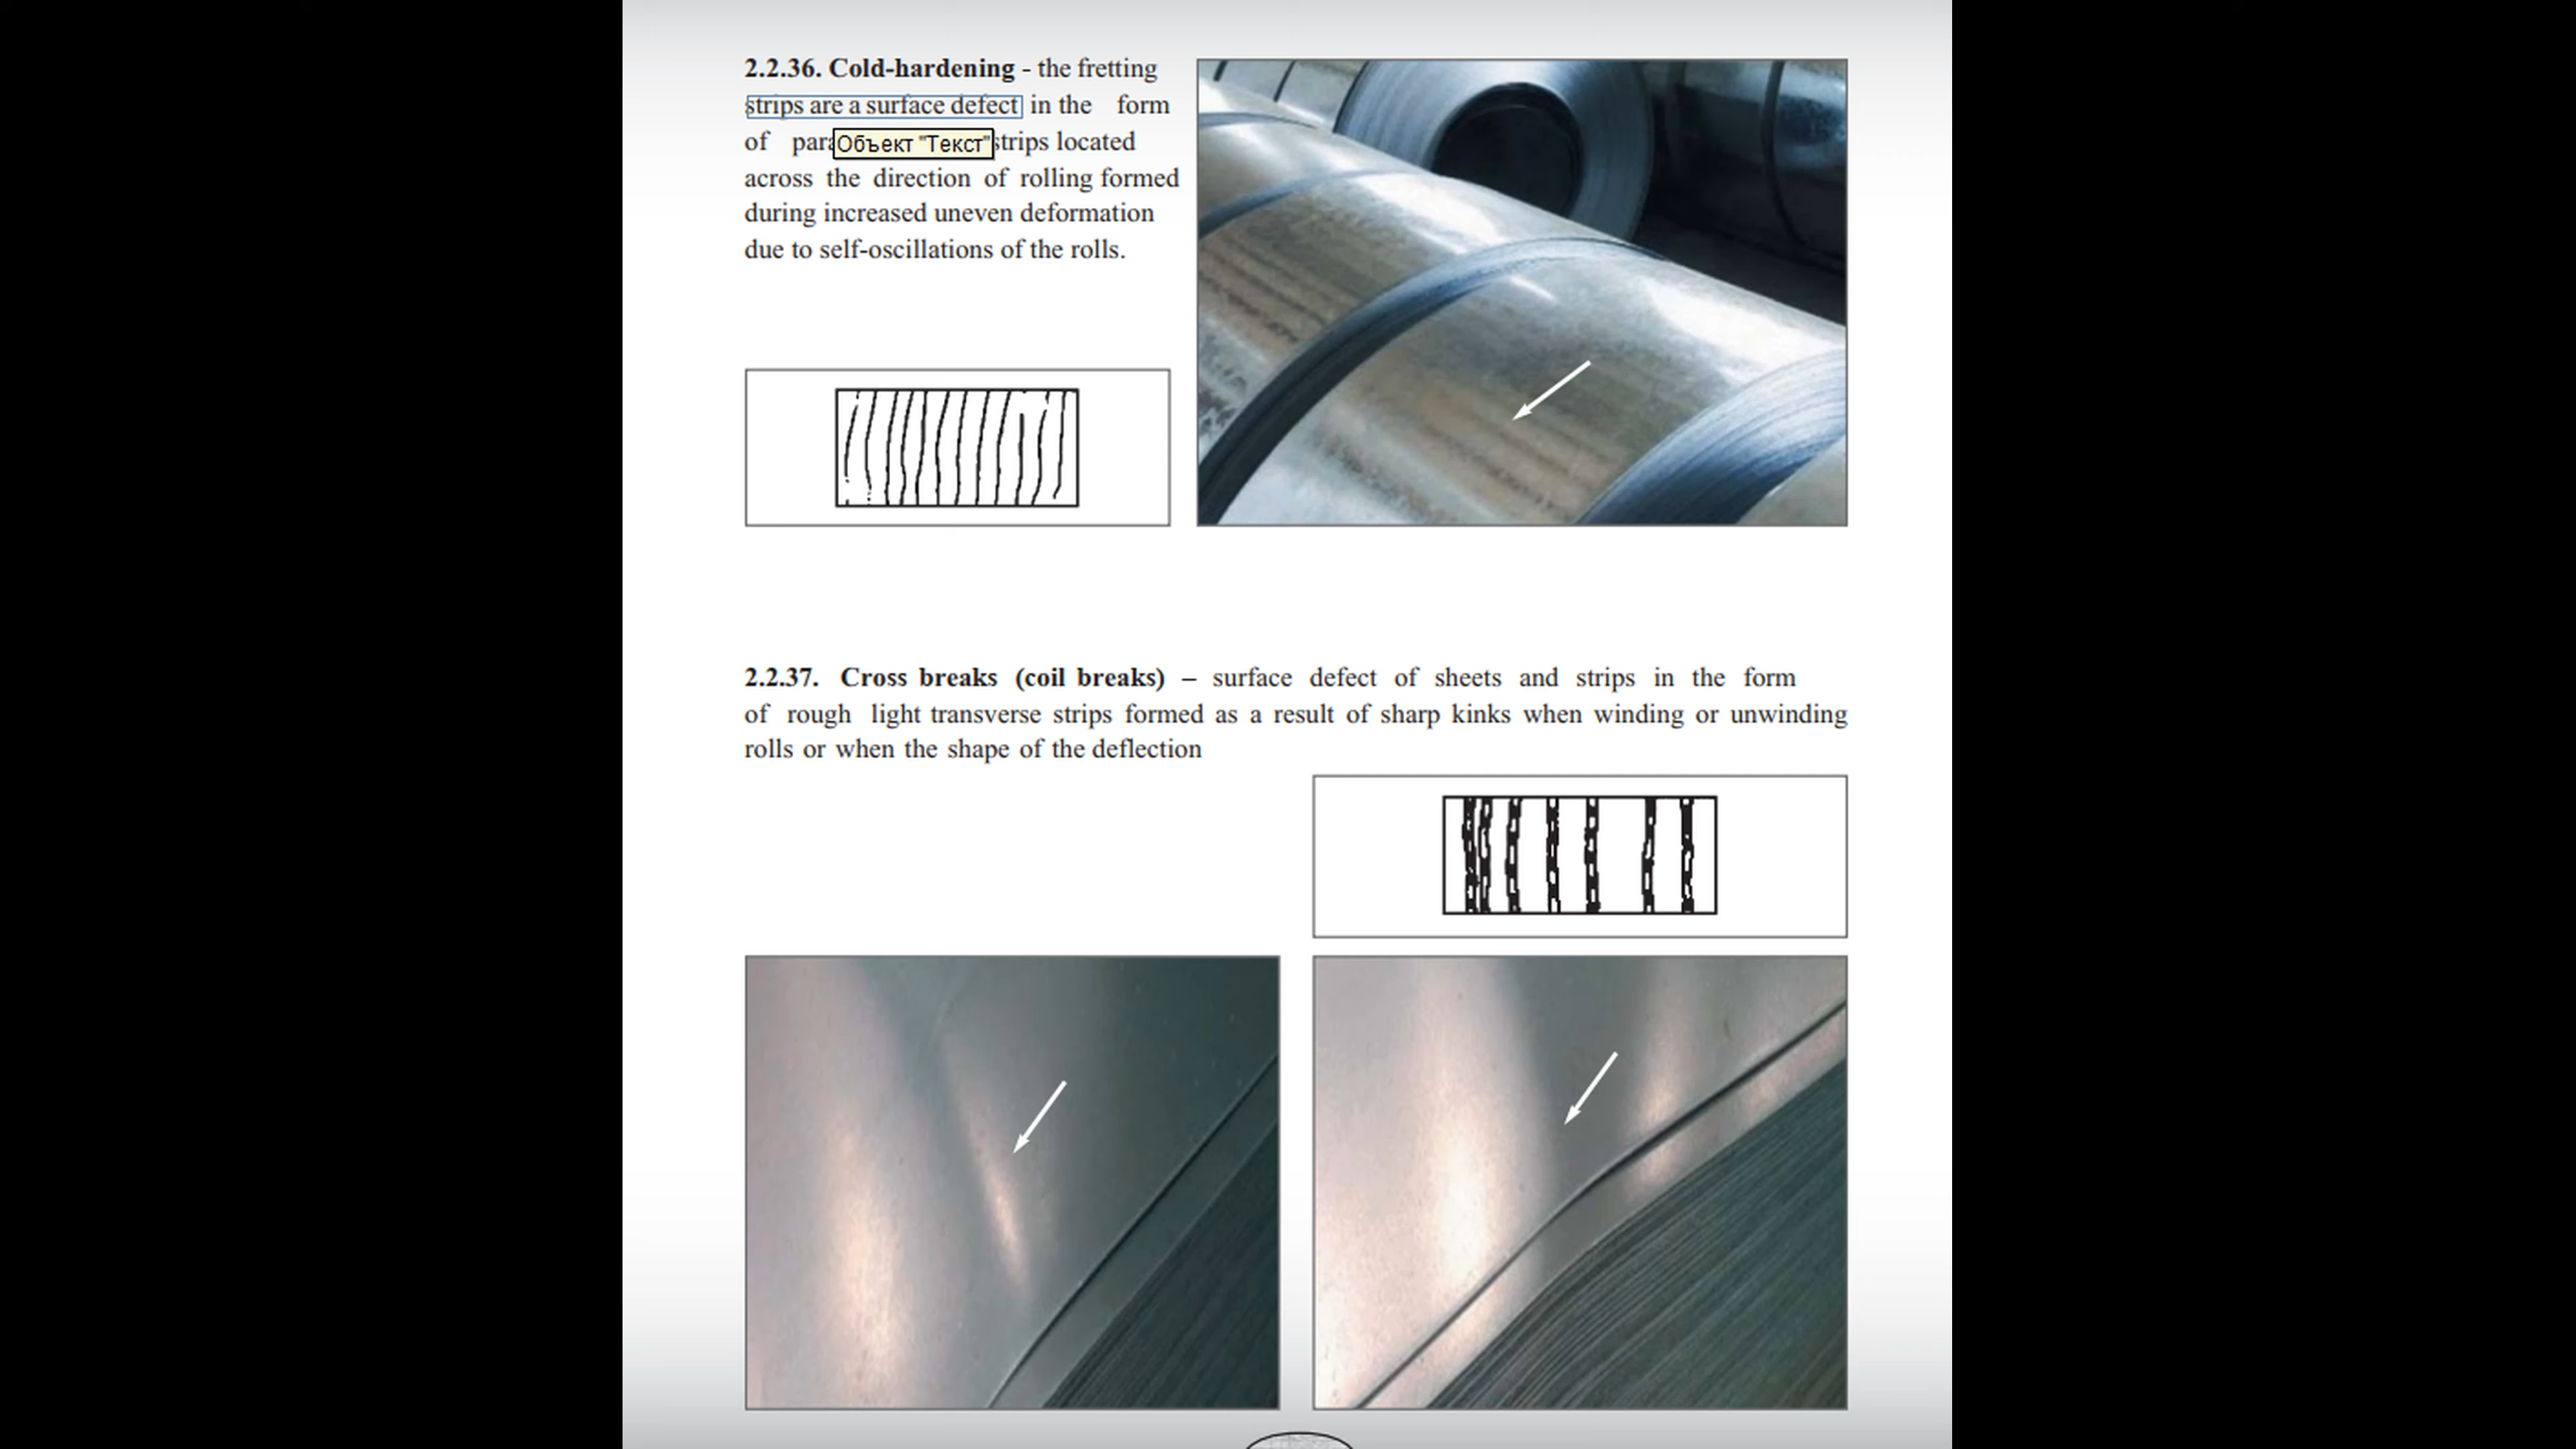 2.2.36. Cold-hardening - the fretting
strips are a surface defect in the form
of para
Объект "Текст"
strips located
across the direction of rolling formed
during increased uneven deformation
due to self-oscillations of the rolls.
2.2.37. Cross breaks (coil breaks) – surface defect of sheets and strips in the form
of rough light transverse strips formed as a result of sharp kinks when winding or unwinding
rolls or when the shape of the deflection